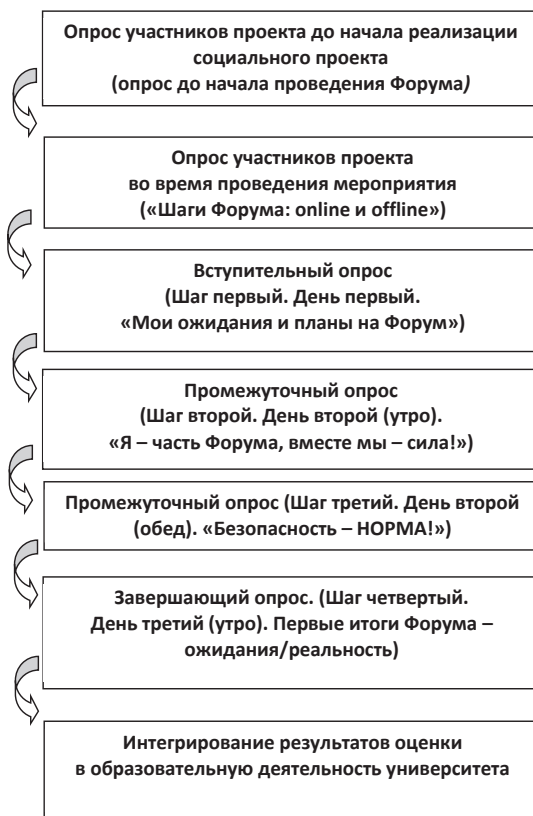 Опрос участников проекта до начала реализации
социального проекта
(опрос до начала проведения Форума)
Опрос участников проекта
во время проведения мероприятия
(«Шаги Форума: online и offline»)
Вступительный опрос
(Шаг первый. День первый.
«Мои ожидания и планы на Форум»)
Промежуточный опрос
(Шаг второй. День второй (утро).
«Я – часть Форума, вместе мы – сила!»)
Промежуточный опрос (Шаг третий. День второй
(обед). «Безопасность – НОРМА!»)
Завершающий опрос. (Шаг четвертый.
День третий (утро). Первые итоги Форума –
ожидания/реальность)
Интегрирование результатов оценки
в образовательную деятельность университета